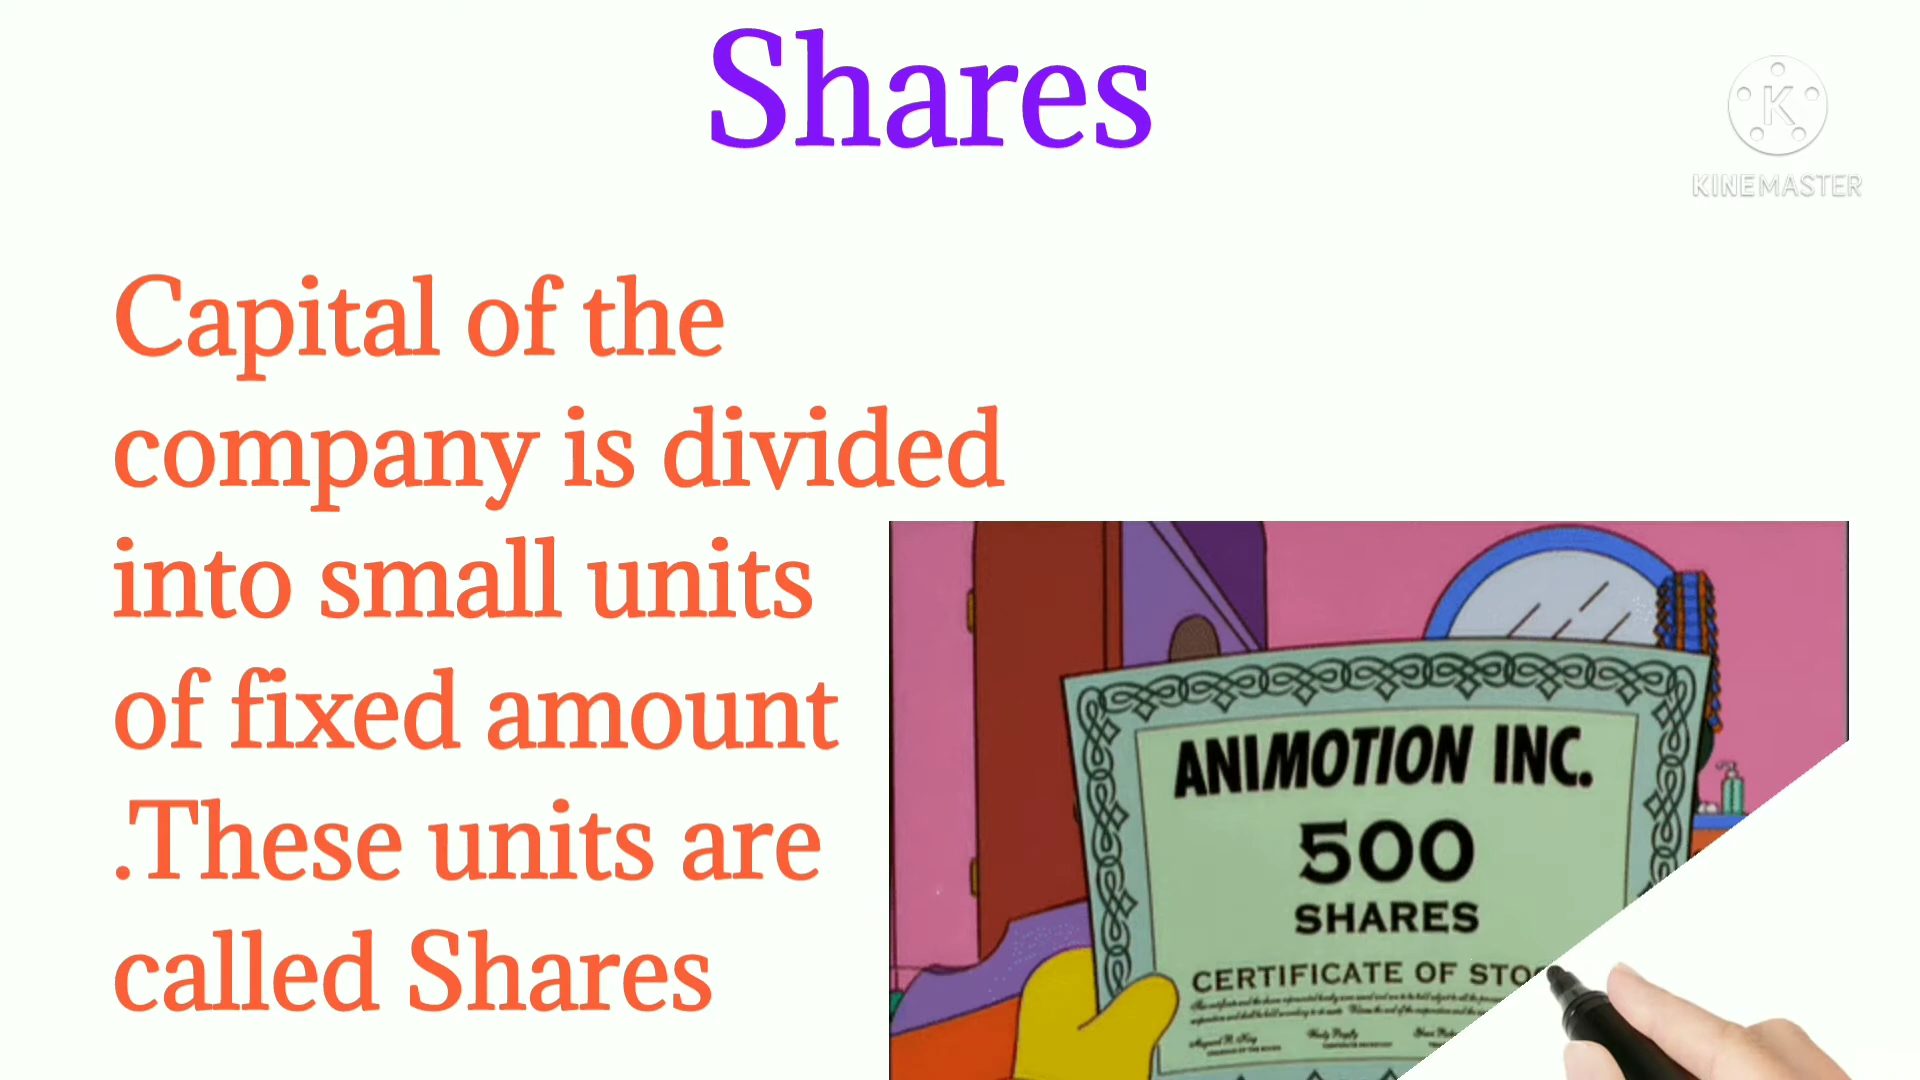 Shares
KINEMASTER
Capital of the
company is divided
into small units
of fixed amount
.These units are
called Shares
ANIMOTION INC.
500
SHARES
CERTIFICATE OF STO